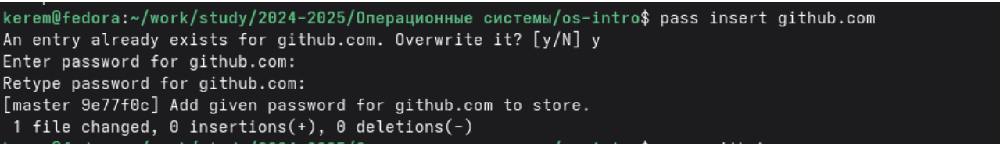 kerem@fedora:~/work/study/2024-2025/Операционные системы/os-intro$ pass insert github.com
An entry already exists for github.com. Overwrite it? [y/N] y
Enter password for github.com:
Retype password for github.com:
[master 9e77f0c] Add given password for github.com to store.
 1 file changed, 0 insertions(+), 0 deletions(-)